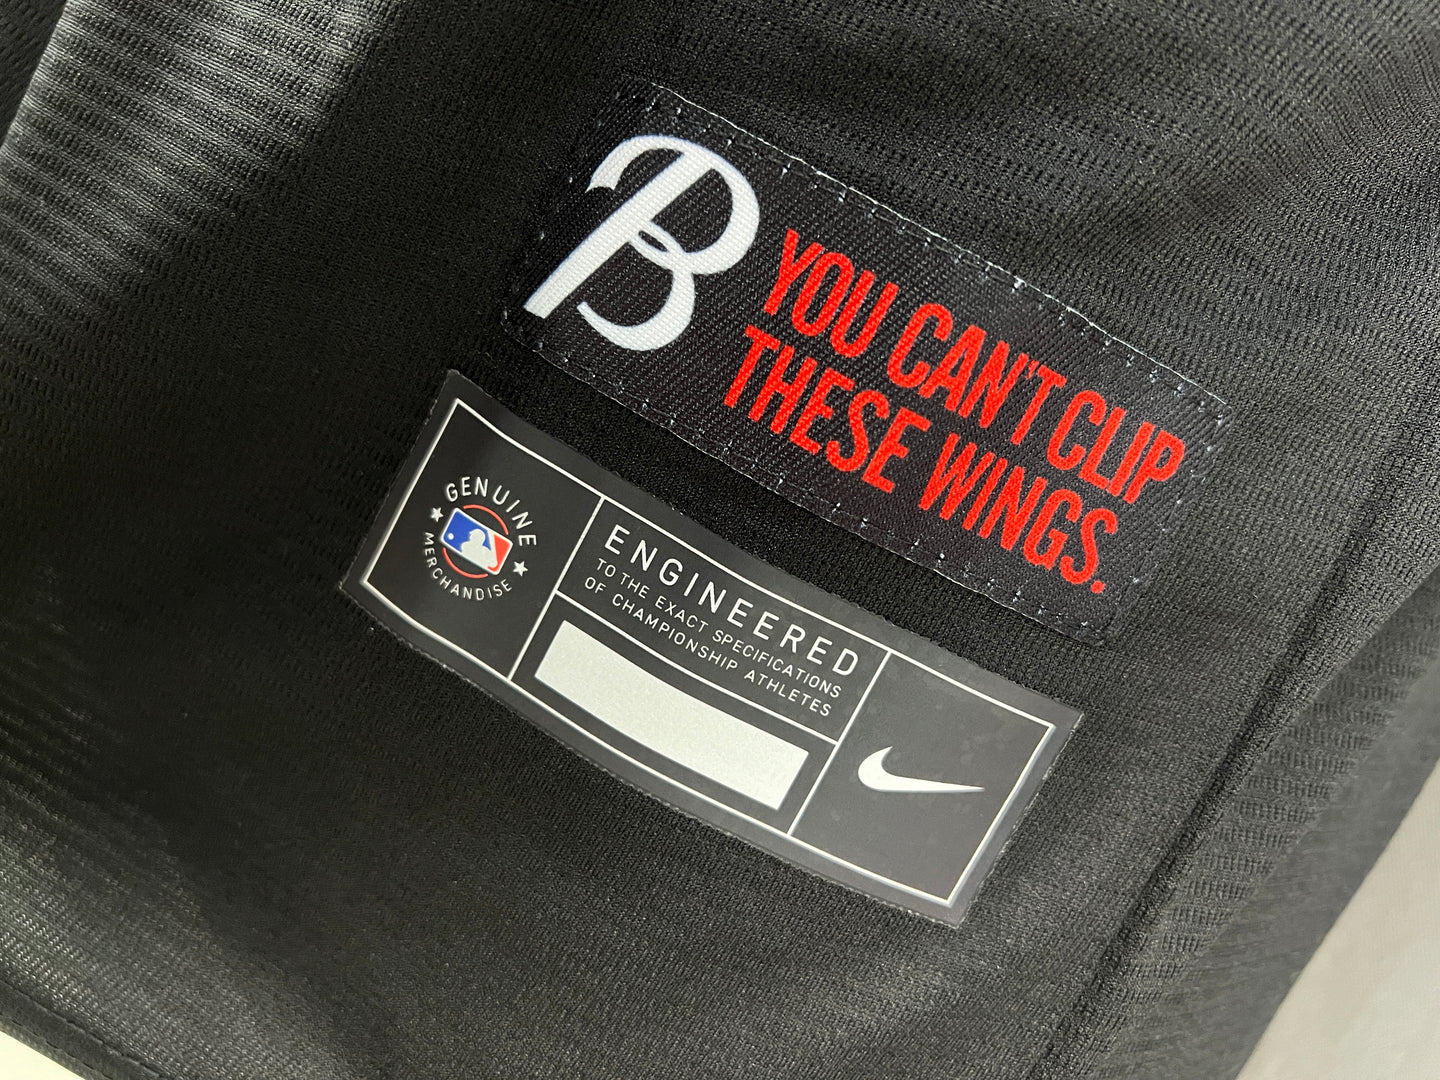 B
YOU CAN'T CLIP
THESE WINGS.
GENUINE
MERCHANDISE
ENGINEERED
TO THE EXACT SPECIFICATIONS
OF CHAMPIONSHIP ATHLETES